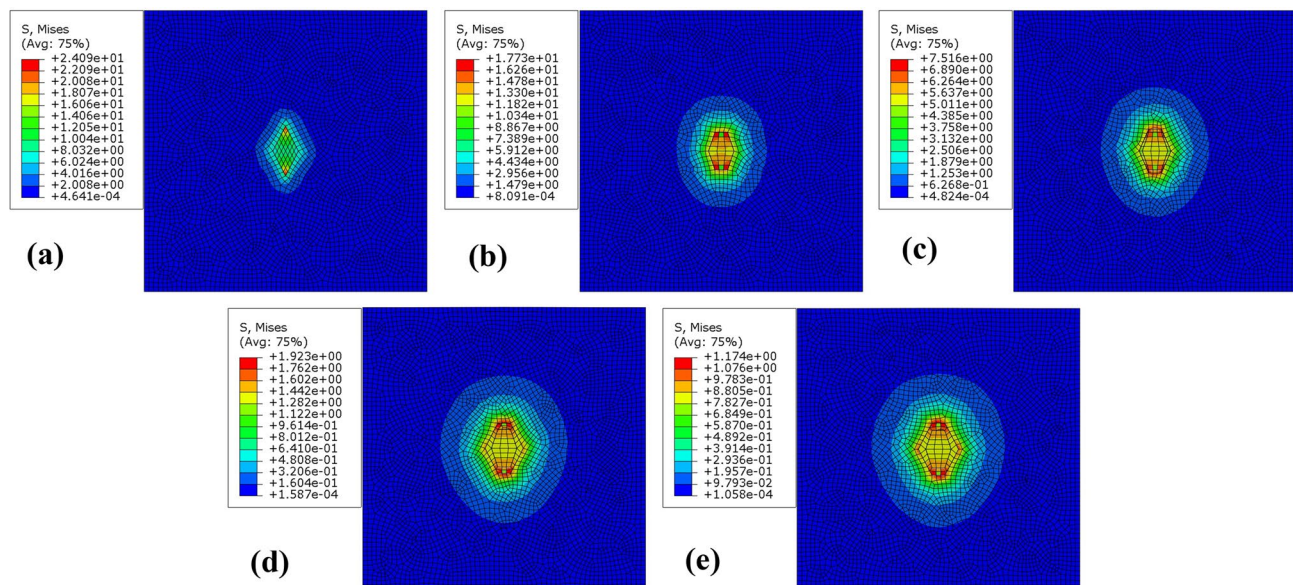 S, Mises
(Avg: 75%)
+2.409e+01
+2.209e+01
+2.008e+01
+1.807e+01
+1.606e+01
+1.406e+01
+1.205e+01
+1.004e+01
+8.032e+00
+6.024e+00
+4.016e+00
+2.008e+00
+4.641e-04
(a)
S, Mises
(Avg: 75%)
+1.773e+01
+1.626e+01
+1.478e+01
+1.330e+01
+1.182e+01
+1.034e+01
+8.867e+00
+7.389e+00
+5.912e+00
+4.434e+00
+2.956e+00
+1.479e+00
+8.091e-04
(b)
S, Mises
(Avg: 75%)
+7.516e+00
+6.890e+00
+6.264e+00
+5.637e+00
+5.011e+00
+4.385e+00
+3.758e+00
+3.132e+00
+2.506e+00
+1.879e+00
+1.253e+00
+6.268e-01
+4.824e-04
(c)
S, Mises
(Avg: 75%)
+1.923e+00
+1.762e+00
+1.602e+00
+1.442e+00
+1.282e+00
+1.122e+00
+9.614e-01
+8.012e-01
+6.410e-01
+4.808e-01
+3.206e-01
+1.604e-01
+1.587e-04
(d)
S, Mises
(Avg: 75%)
+1.174e+00
+1.076e+00
+9.783e-01
+8.805e-01
+7.827e-01
+6.849e-01
+5.870e-01
+4.892e-01
+3.914e-01
+2.936e-01
+1.957e-01
+9.793e-02
+1.058e-04
(e)